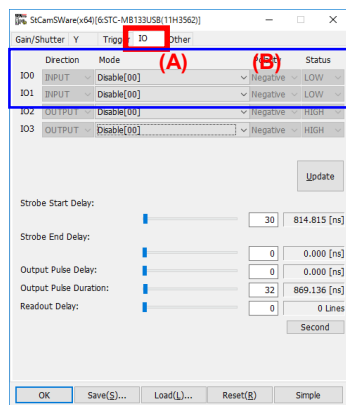 StCamSWare(x64)[6:STC-MB133USB(11H3562)]
Gain/Shutter Y Trigger IO Other
Direction Mode (A) (B) Polarity Status
IO0 INPUT Disable[00] Negative LOW
IO1 INPUT Disable[00] Negative LOW
IO2 OUTPUT Disable[00] Negative HIGH
IO3 OUTPUT Disable[00] Negative HIGH
Update
Strobe Start Delay:
30 814.815 [ns]
Strobe End Delay:
0 0.000 [ns]
Output Pulse Delay: 0 0.000 [ns]
Output Pulse Duration: 32 869.136 [ns]
Readout Delay: 0 0 Lines
Second
OK Save(S)... Load(L)... Reset(R) Simple